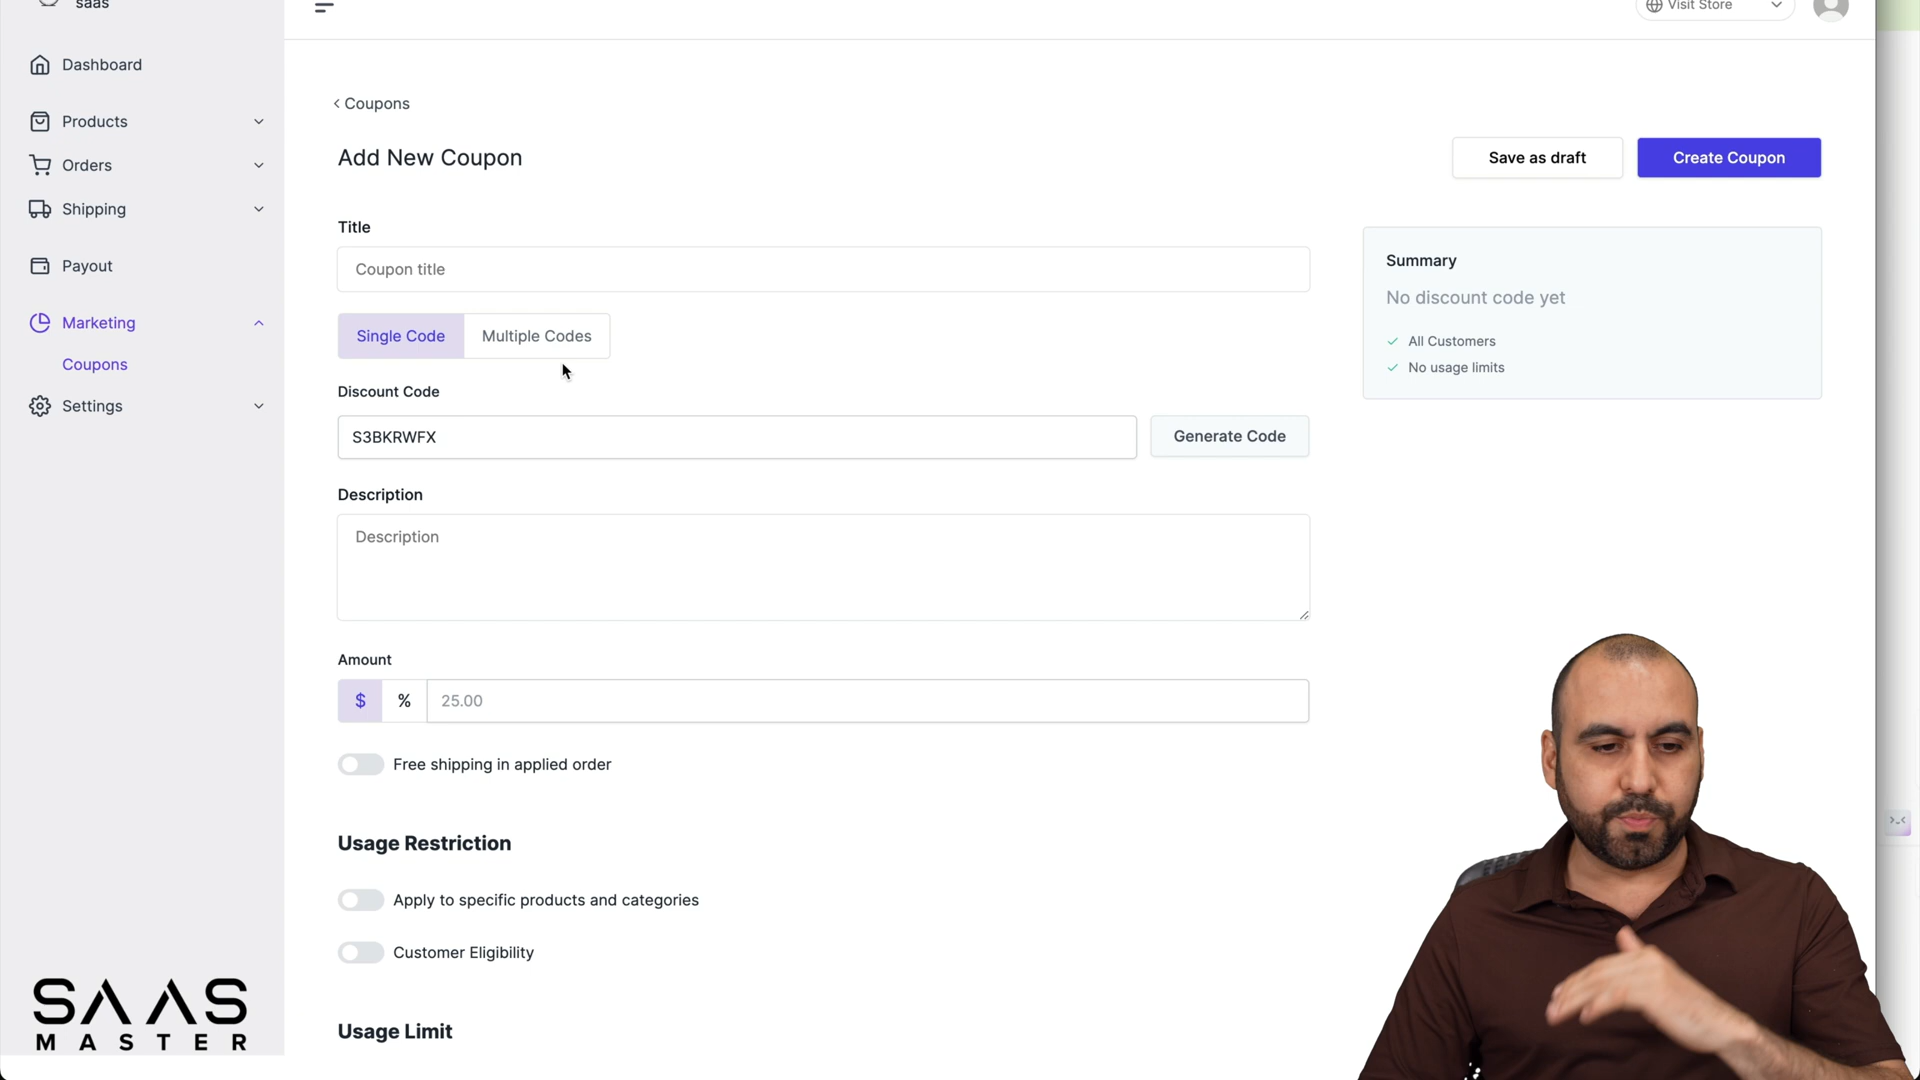 saas
Visit Store
Dashboard
Products
Orders
Shipping
Payout
Marketing
Coupons
Settings
Coupons
Add New Coupon
Save as draft
Create Coupon
Title
Coupon title
Single Code
Multiple Codes
Discount Code
S3BKRWFX
Generate Code
Description
Description
Amount
$
%
25.00
Free shipping in applied order
Usage Restriction
Apply to specific products and categories
Customer Eligibility
Usage Limit
Summary
No discount code yet
All Customers
No usage limits
SAAS
MASTER